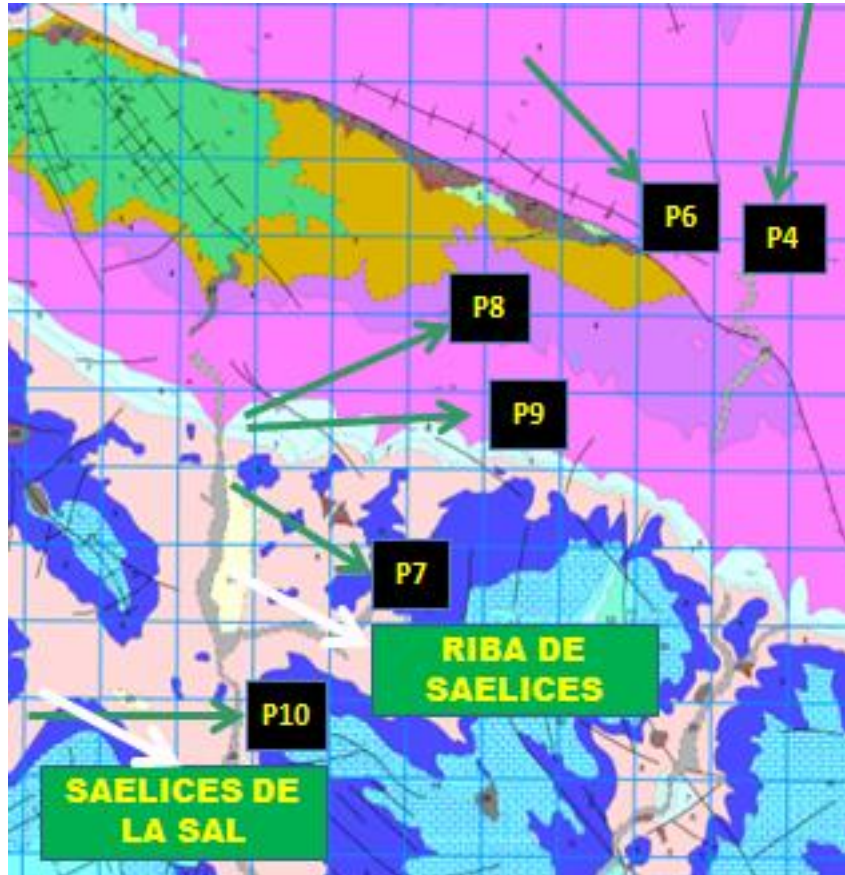 P6
P4
P8
P9
P7
RIBA DE
SAELICES
P10
SAELICES DE
LA SAL